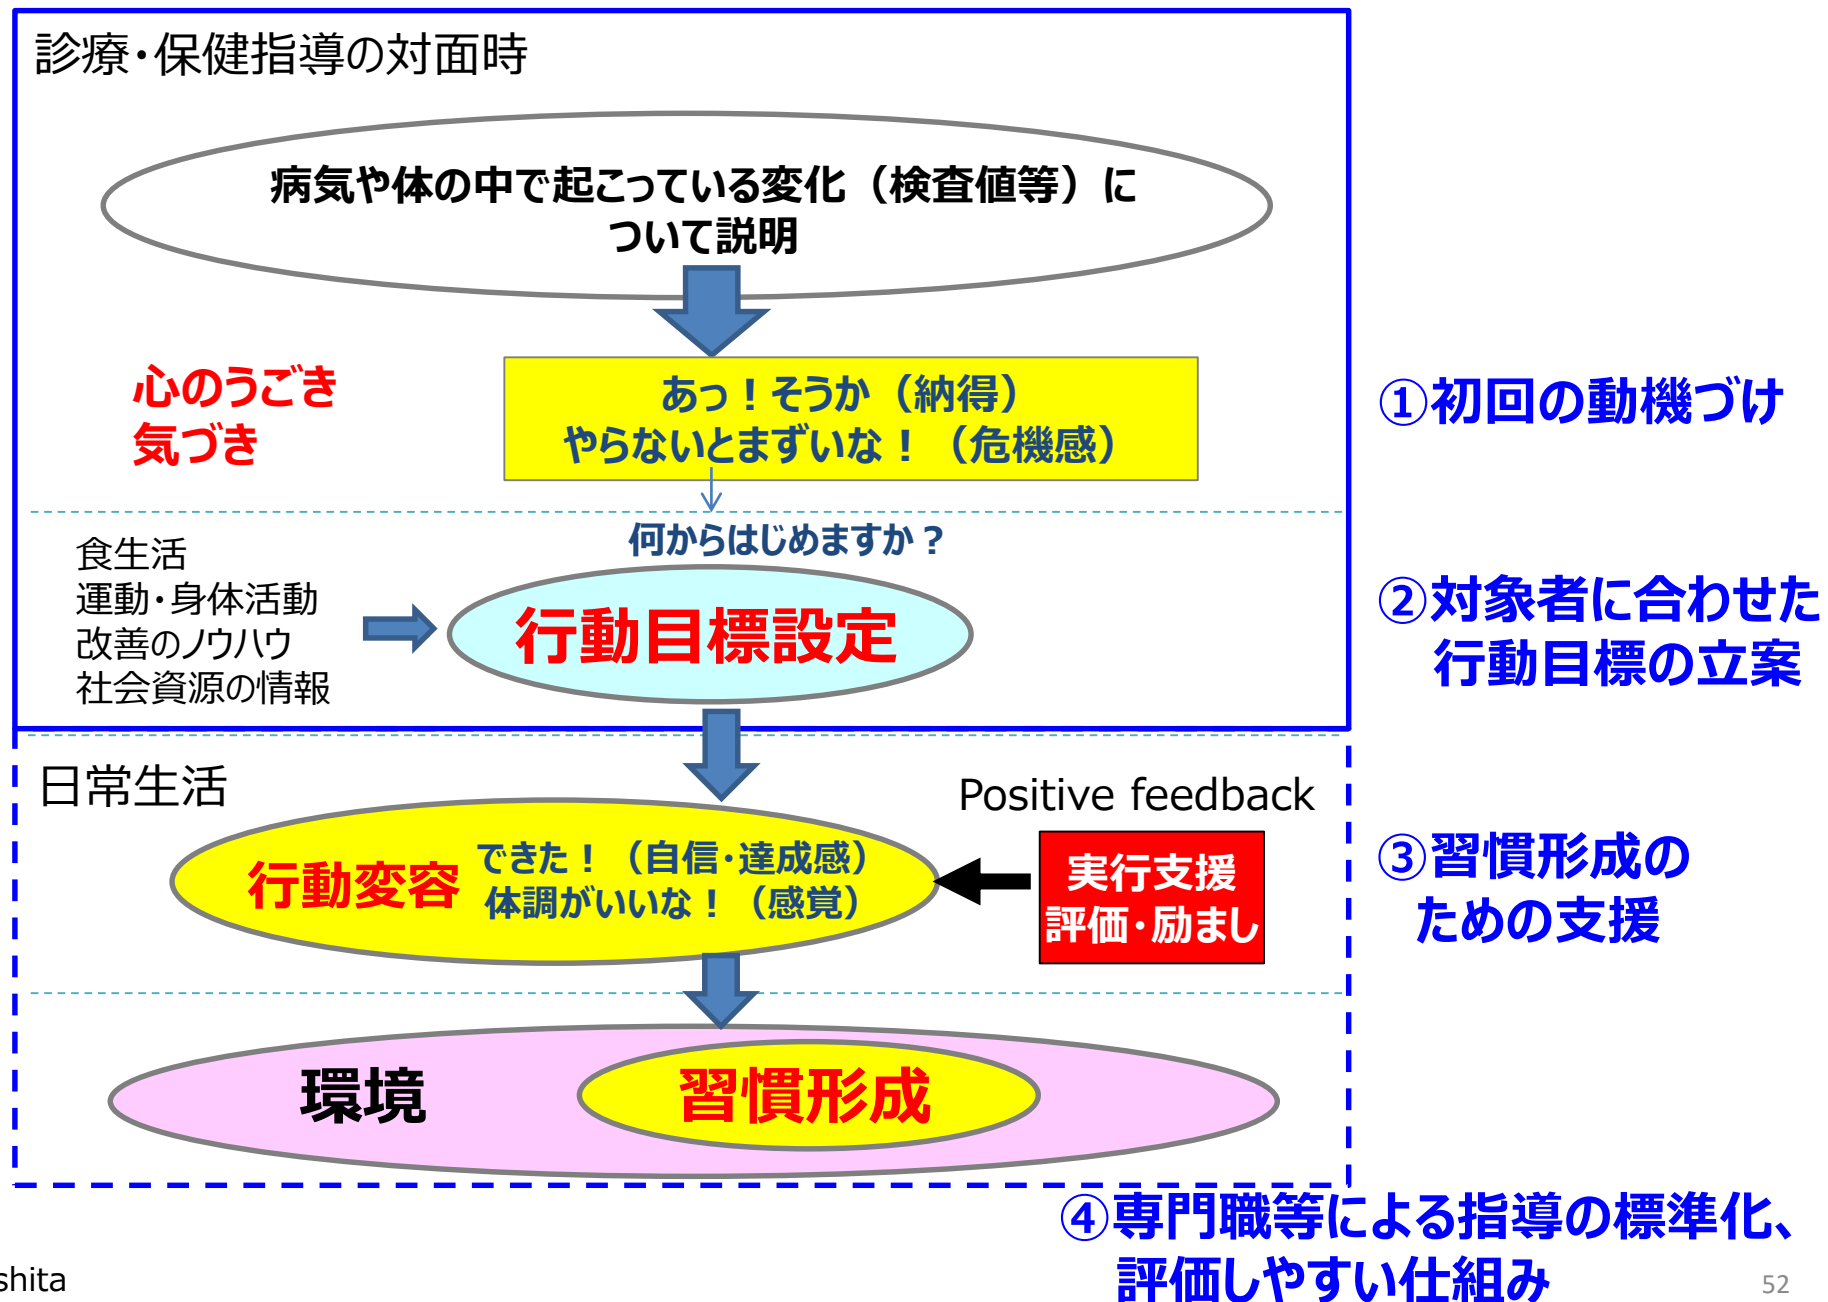 診療・保健指導の対面時
病気や体の中で起こっている変化（検査値等）に
ついて説明
心のうごき
気づき
あっ！そうか（納得）
やらないとまずいな！（危機感）
①初回の動機づけ
何からはじめますか？
食生活
運動・身体活動
改善のノウハウ
社会資源の情報
行動目標設定
②対象者に合わせた
行動目標の立案
日常生活
Positive feedback
行動変容
できた！（自信・達成感）
体調がいいな！（感覚）
実行支援
評価・励まし
③習慣形成の
ための支援
環境
習慣形成
④専門職等による指導の標準化、
評価しやすい仕組み
shita
52